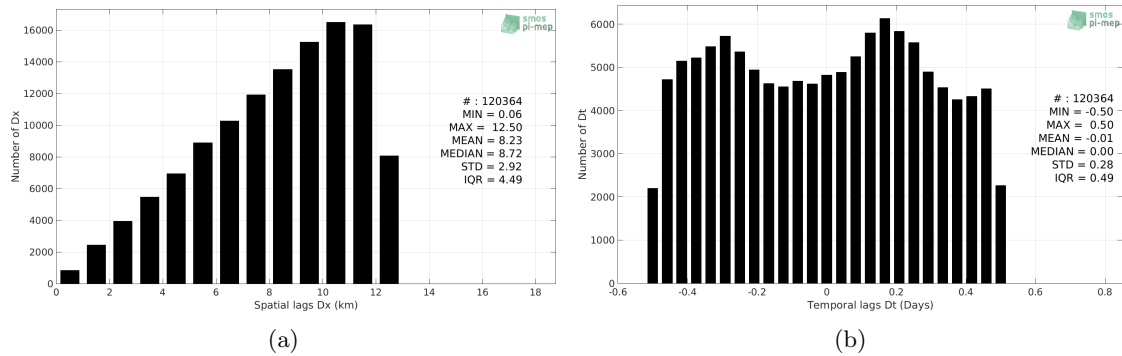 16000
14000
12000
10000
8000
6000
4000
2000
0
Number of Dx
smos
pi-mep
# : 120364
MIN = 0.06
MAX = 12.50
MEAN = 8.23
MEDIAN = 8.72
STD = 2.92
IQR = 4.49
0 2 4 6 8 10 12 14 16 18
Spatial lags Dx (km)
(a)
6000
5000
4000
3000
2000
1000
0
Number of Dt
smos
pi-mep
# : 120364
MIN = -0.50
MAX = 0.50
MEAN = -0.01
MEDIAN = 0.00
STD = 0.28
IQR = 0.49
-0.6 -0.4 -0.2 0 0.2 0.4 0.6 0.8
Temporal lags Dt (Days)
(b)